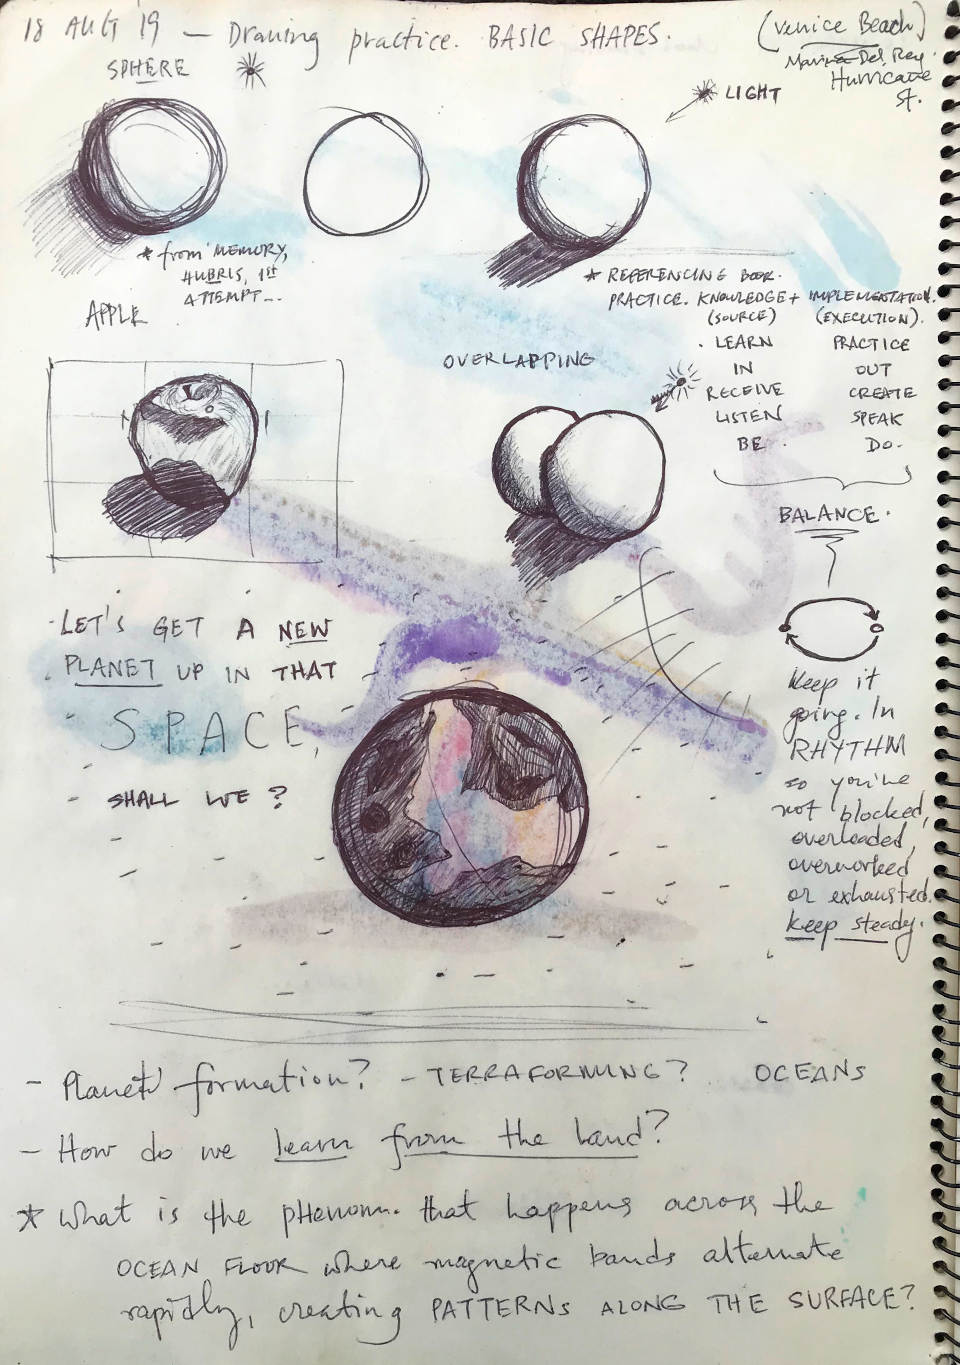 18 AUG '19 — Drawing practice. BASIC SHAPES.
(Venice Beach)
Marina Del Rey.
Hurricane
St.
SPHERE
LIGHT
* from MEMORY,
HUBRIS, 1st
ATTEMPT...
* REFERENCING BOOK.
PRACTICE. KNOWLEDGE + IMPLEMENTATION.
(SOURCE) (EXECUTION).
. LEARN PRACTICE
IN OUT
RECEIVE CREATE
LISTEN SPEAK
BE. DO.
BALANCE.
APPLE
OVERLAPPING
LET'S GET A NEW
PLANET UP IN THAT
SPACE,
SHALL WE?
Keep it
going. In
RHYTHM
so you're
not blocked,
overloaded,
overworked
or exhausted.
Keep steady.
- Planet formation? - TERRAFORMING? OCEANS
- How do we learn from the land?
* What is the phenom. that happens across the
OCEAN FLOOR where magnetic bands alternate
rapidly, creating PATTERNS ALONG THE SURFACE?